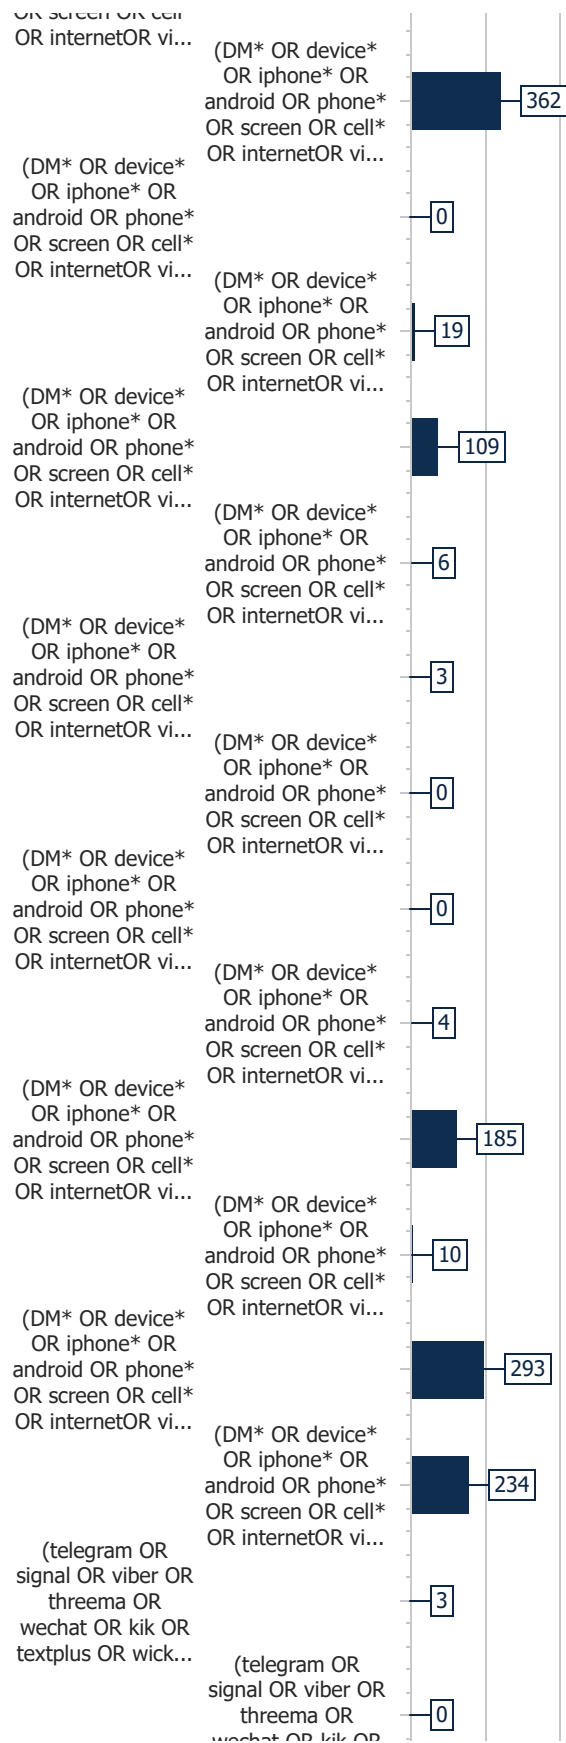 OR screen OR cell*
OR internetOR vi...
(DM* OR device*
OR iphone* OR
android OR phone*
OR screen OR cell*
OR internetOR vi...
362
(DM* OR device*
OR iphone* OR
android OR phone*
OR screen OR cell*
OR internetOR vi...
0
(DM* OR device*
OR iphone* OR
android OR phone*
OR screen OR cell*
OR internetOR vi...
19
(DM* OR device*
OR iphone* OR
android OR phone*
OR screen OR cell*
OR internetOR vi...
109
(DM* OR device*
OR iphone* OR
android OR phone*
OR screen OR cell*
OR internetOR vi...
6
(DM* OR device*
OR iphone* OR
android OR phone*
OR screen OR cell*
OR internetOR vi...
3
(DM* OR device*
OR iphone* OR
android OR phone*
OR screen OR cell*
OR internetOR vi...
0
(DM* OR device*
OR iphone* OR
android OR phone*
OR screen OR cell*
OR internetOR vi...
0
(DM* OR device*
OR iphone* OR
android OR phone*
OR screen OR cell*
OR internetOR vi...
4
(DM* OR device*
OR iphone* OR
android OR phone*
OR screen OR cell*
OR internetOR vi...
185
(DM* OR device*
OR iphone* OR
android OR phone*
OR screen OR cell*
OR internetOR vi...
10
(DM* OR device*
OR iphone* OR
android OR phone*
OR screen OR cell*
OR internetOR vi...
293
(DM* OR device*
OR iphone* OR
android OR phone*
OR screen OR cell*
OR internetOR vi...
234
(telegram OR
signal OR viber OR
threema OR
wechat OR kik OR
textplus OR wick...
3
(telegram OR
signal OR viber OR
threema OR
wechat OR kik OR
0